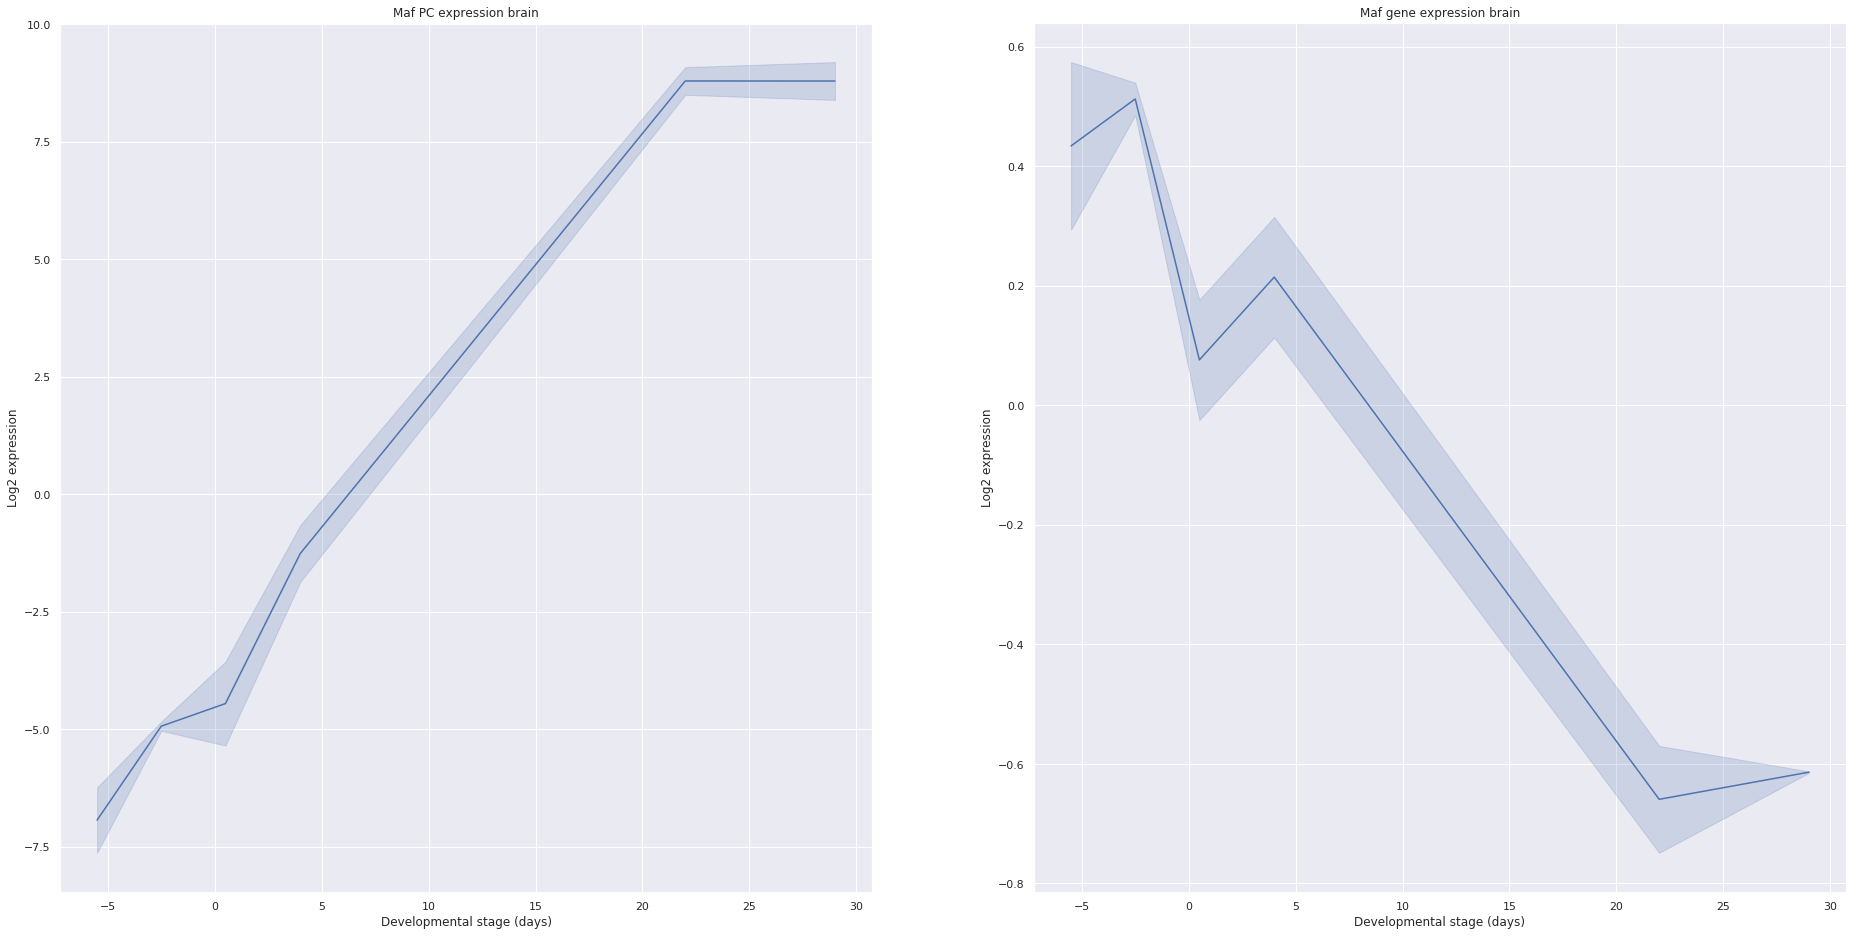 Maf PC expression brain
10.0
7.5
5.0
2.5
0.0
−2.5
−5.0
−7.5
Log2 expression
−5 0 5 10 15 20 25 30
Developmental stage (days)
Maf gene expression brain
0.6
0.4
0.2
0.0
−0.2
−0.4
−0.6
−0.8
Log2 expression
−5 0 5 10 15 20 25 30
Developmental stage (days)